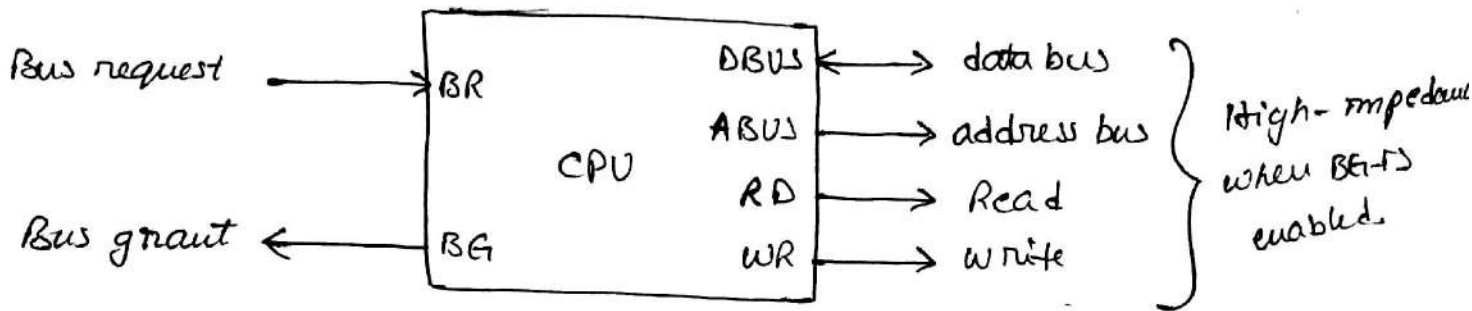 Bus request
BR
Bus grant
BG
CPU
DBUS
ABUS
RD
WR
data bus
address bus
Read
write
High-impedance
when BG is
enabled.